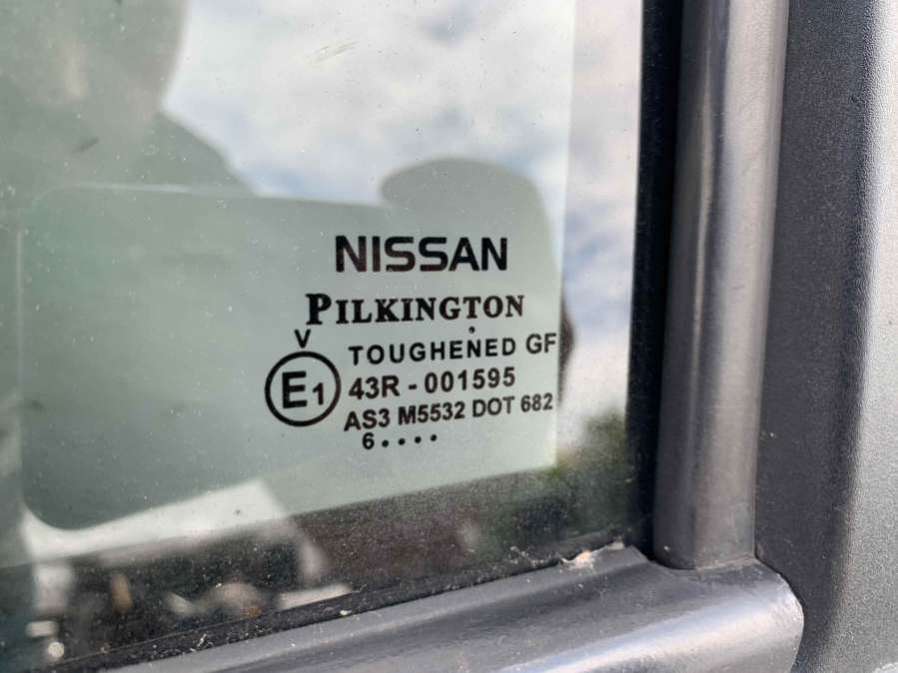 NISSAN
PILKINGTON
V
TOUGHENED GF
E1 43R - 001595
AS3 M5532 DOT 682
6....